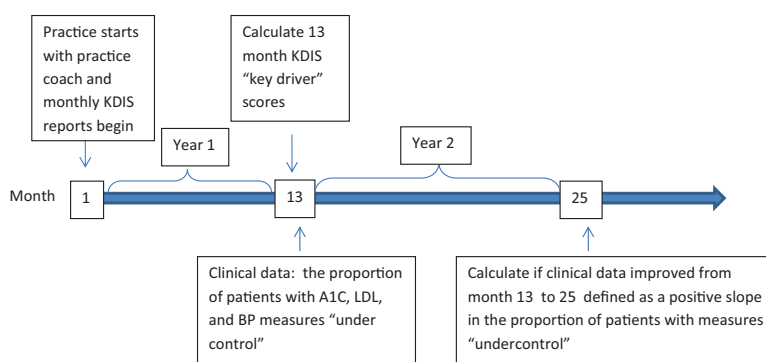 Practice starts
with practice
coach and
monthly KDIS
reports begin
Calculate 13
month KDIS
“key driver”
scores
Year 1
Year 2
Month
1
13
25
Clinical data:  the proportion
of patients with A1C, LDL,
and BP measures “under
control”
Calculate if clinical data improved from
month 13  to 25  defined as a positive slope
in the proportion of patients with measures
“undercontrol”